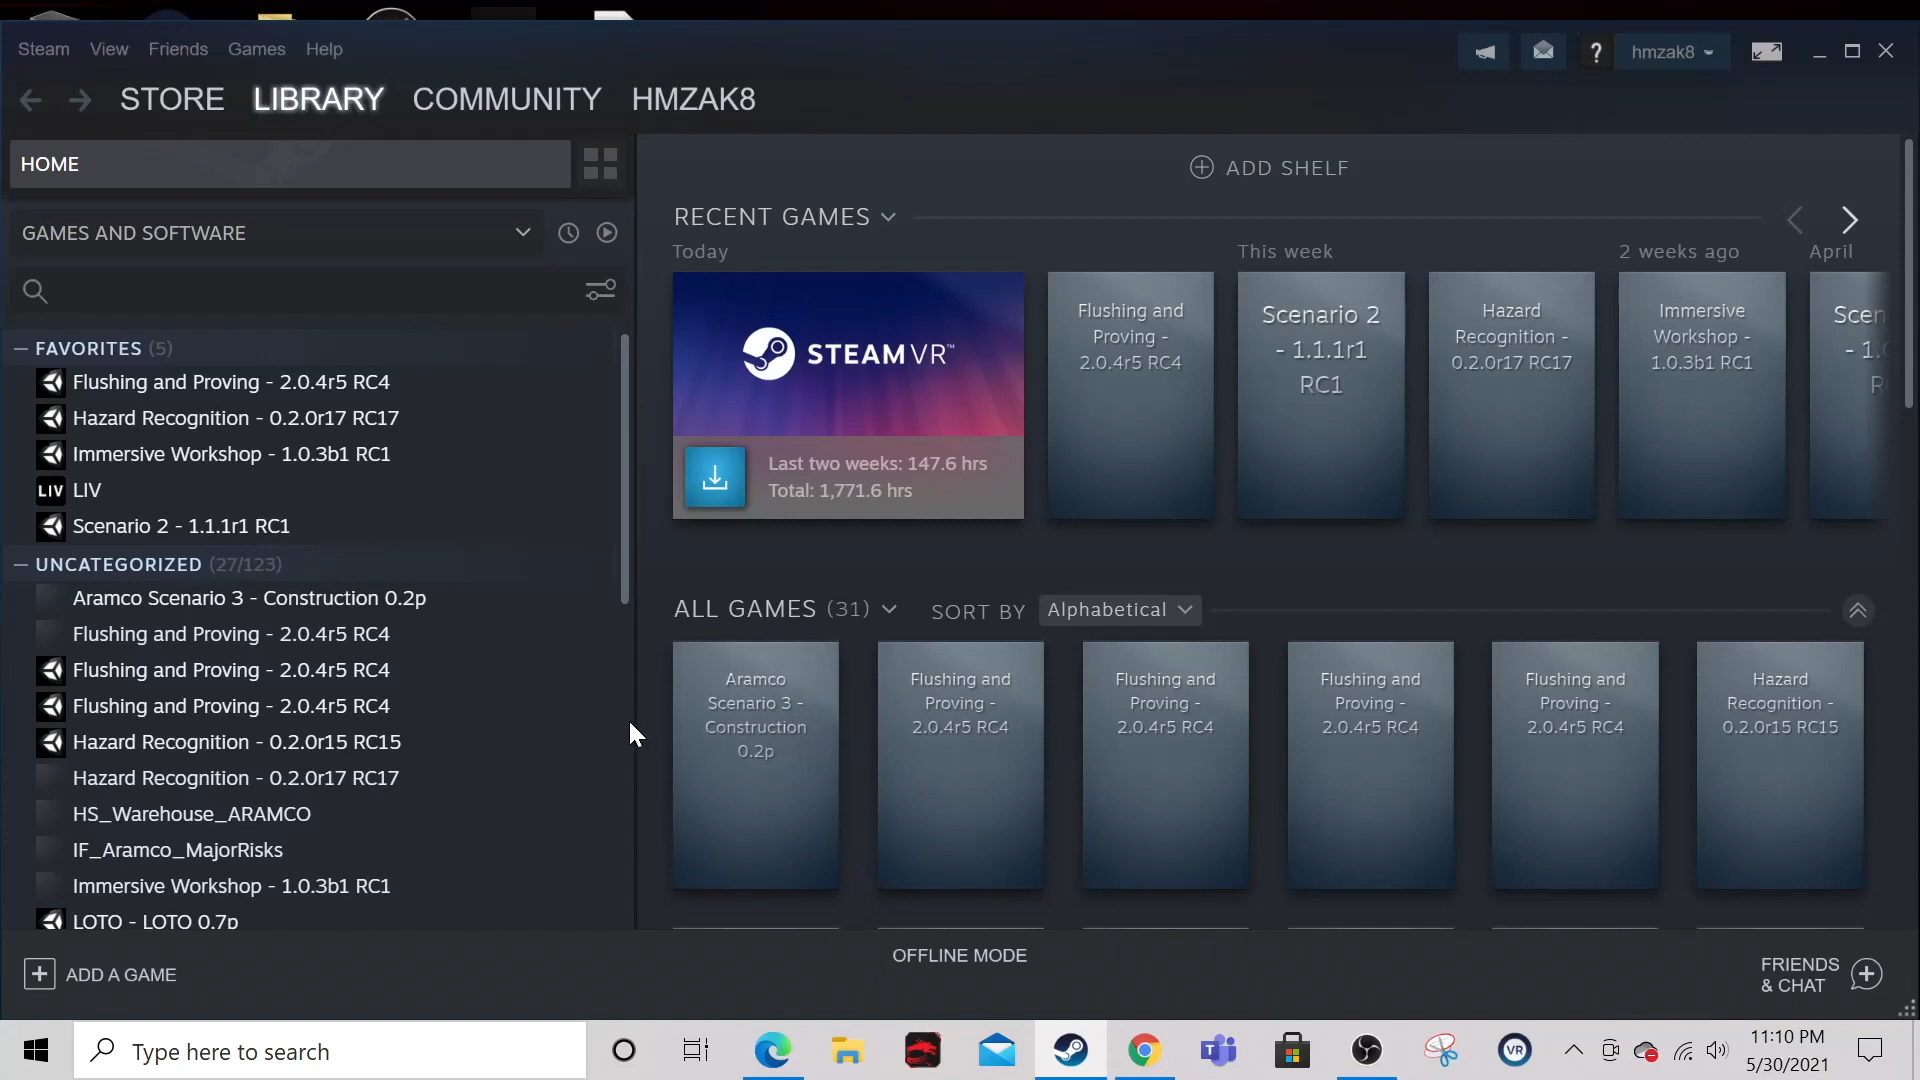 Steam View Friends Games Help
hmzak8
STORE LIBRARY COMMUNITY HMZAK8
HOME
GAMES AND SOFTWARE
FAVORITES (5)
Flushing and Proving - 2.0.4r5 RC4
Hazard Recognition - 0.2.0r17 RC17
Immersive Workshop - 1.0.3b1 RC1
LIV LIV
Scenario 2 - 1.1.1r1 RC1
UNCATEGORIZED (27/123)
Aramco Scenario 3 - Construction 0.2p
Flushing and Proving - 2.0.4r5 RC4
Flushing and Proving - 2.0.4r5 RC4
Flushing and Proving - 2.0.4r5 RC4
Hazard Recognition - 0.2.0r15 RC15
Hazard Recognition - 0.2.0r17 RC17
HS_Warehouse_ARAMCO
IF_Aramco_MajorRisks
Immersive Workshop - 1.0.3b1 RC1
LOTO - LOTO 0.7p
ADD A GAME
ADD SHELF
RECENT GAMES
Today
This week
2 weeks ago
April
STEAMVR™
Last two weeks: 147.6 hrs
Total: 1,771.6 hrs
Flushing and
Proving -
2.0.4r5 RC4
Scenario 2
- 1.1.1r1
RC1
Hazard
Recognition -
0.2.0r17 RC17
Immersive
Workshop -
1.0.3b1 RC1
ALL GAMES (31) SORT BY Alphabetical
Aramco
Scenario 3 -
Construction
0.2p
Flushing and
Proving -
2.0.4r5 RC4
Flushing and
Proving -
2.0.4r5 RC4
Flushing and
Proving -
2.0.4r5 RC4
Flushing and
Proving -
2.0.4r5 RC4
Hazard
Recognition -
0.2.0r15 RC15
OFFLINE MODE
FRIENDS
& CHAT
Type here to search
VR
11:10 PM
5/30/2021